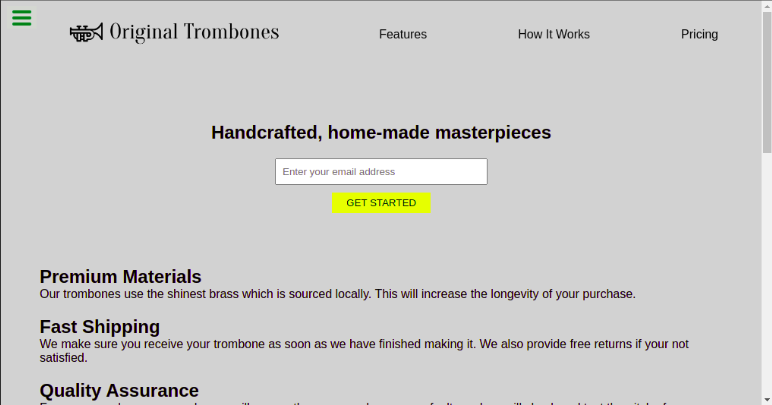 Original Trombones
Features
How It Works
Pricing
Handcrafted, home-made masterpieces
Enter your email address
GET STARTED
Premium Materials
Our trombones use the shinest brass which is sourced locally. This will increase the longevity of your purchase.
Fast Shipping
We make sure you receive your trombone as soon as we have finished making it. We also provide free returns if your not
satisfied.
Quality Assurance